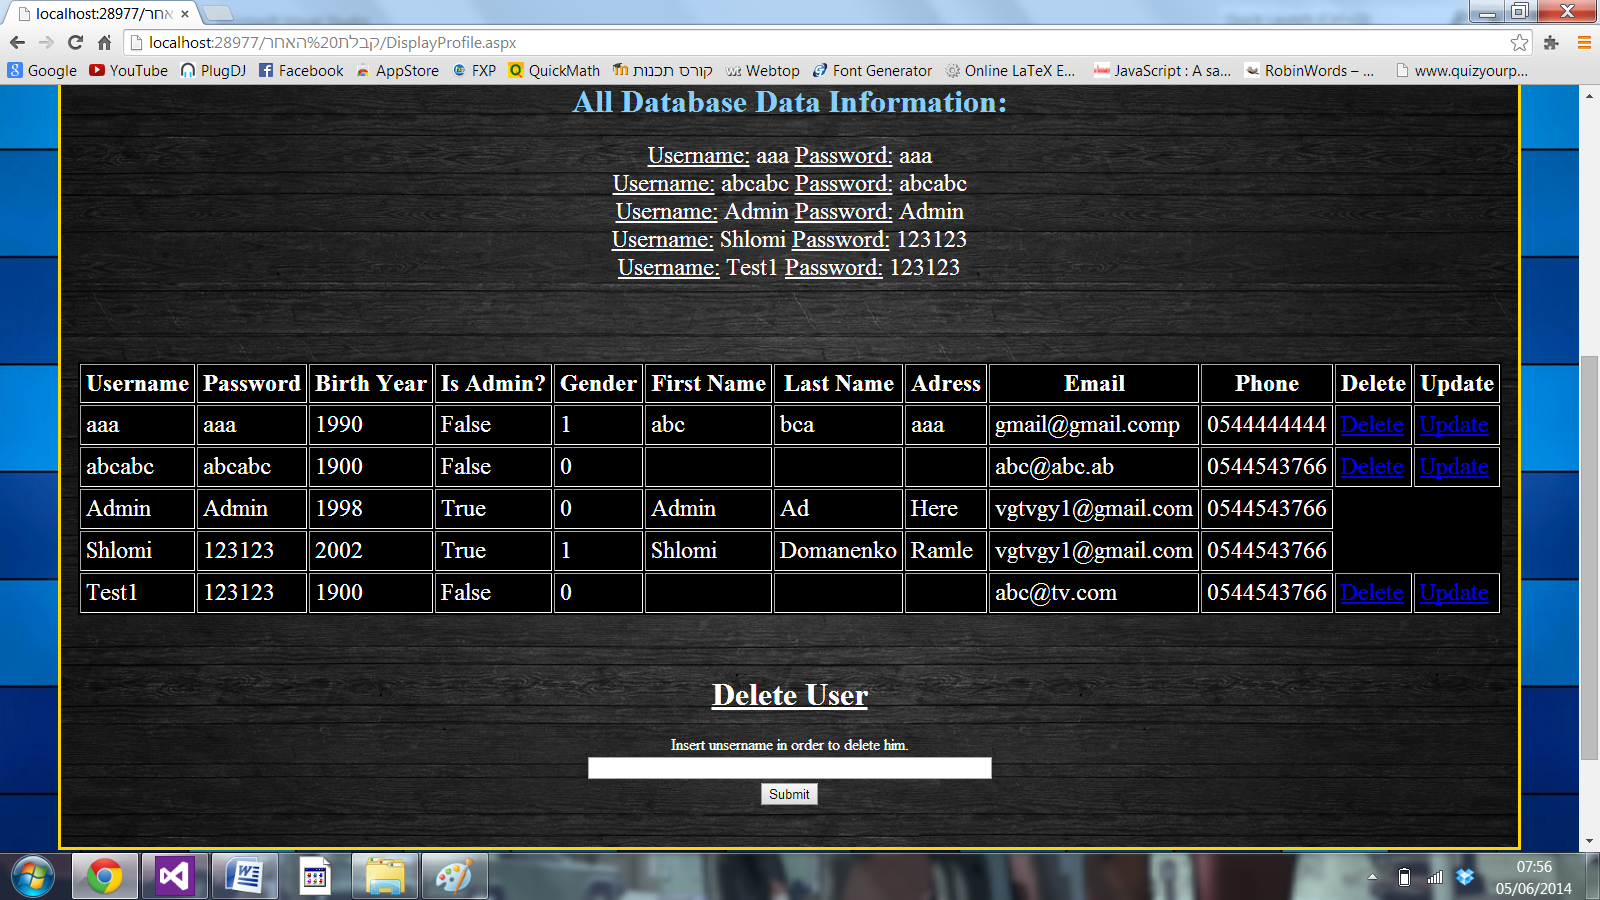 localhost:28977/האחר
localhost:28977/קבלת%20האחר/DisplayProfile.aspx
Google YouTube PlugDJ Facebook AppStore FXP QuickMath קורס תכנות Webtop Font Generator Online LaTeX E... JavaScript : A sa... RobinWords – ... www.quizyourp...
All Database Data Information:
Username: aaa Password: aaa
Username: abcabc Password: abcabc
Username: Admin Password: Admin
Username: Shlomi Password: 123123
Username: Test1 Password: 123123
Username Password Birth Year Is Admin? Gender First Name Last Name Adress Email Phone Delete Update
aaa aaa 1990 False 1 abc bca aaa gmail@gmail.comp 0544444444 Delete Update
abcabc abcabc 1900 False 0 abc@abc.ab 0544543766 Delete Update
Admin Admin 1998 True 0 Admin Ad Here vgtvgy1@gmail.com 0544543766
Shlomi 123123 2002 True 1 Shlomi Domanenko Ramle vgtvgy1@gmail.com 0544543766
Test1 123123 1900 False 0 abc@tv.com 0544543766 Delete Update
Delete User
Insert unsername in order to delete him.
Submit
07:56
05/06/2014